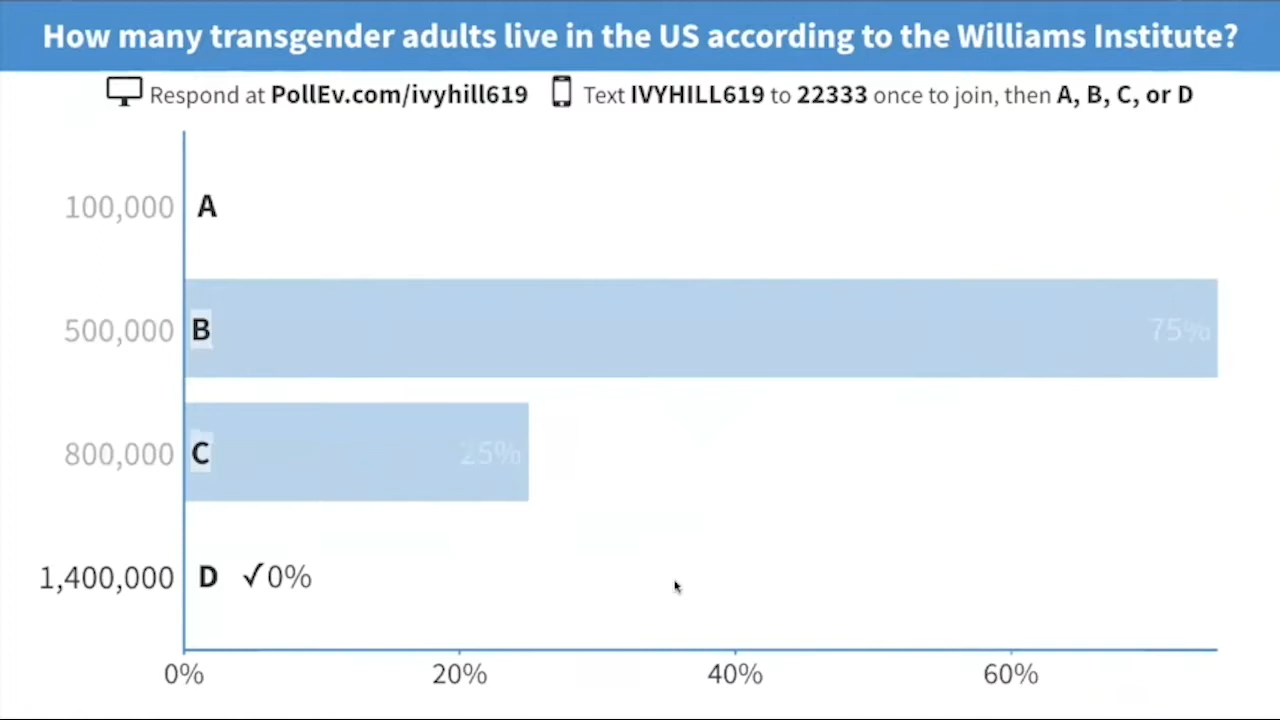 How many transgender adults live in the US according to the Williams Institute?
Respond at PollEv.com/ivyhill619 Text IVYHILL619 to 22333 once to join, then A, B, C, or D
100,000 A
500,000 B 75%
800,000 C 25%
1,400,000 D ✓0%
0% 20% 40% 60%